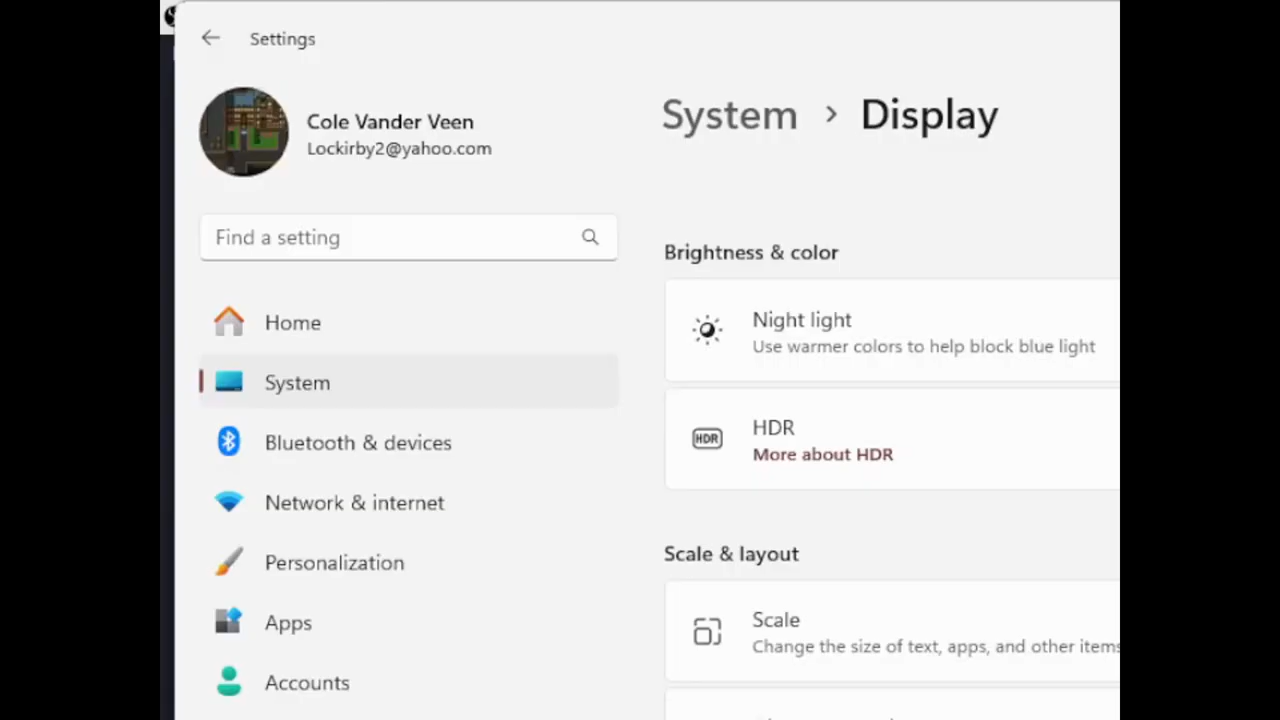 Settings
Cole Vander Veen
Lockirby2@yahoo.com
Find a setting
Home
System
Bluetooth & devices
Network & internet
Personalization
Apps
Accounts
System > Display
Brightness & color
Night light
Use warmer colors to help block blue light
HDR
HDR
More about HDR
Scale & layout
Scale
Change the size of text, apps, and other items